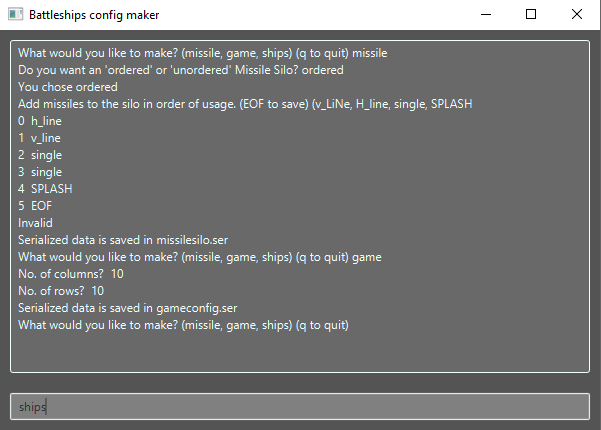 Battleships config maker
What would you like to make? (missile, game, ships) (q to quit) missile
Do you want an 'ordered' or 'unordered' Missile Silo? ordered
You chose ordered
Add missiles to the silo in order of usage. (EOF to save) (v_LiNe, H_line, single, SPLASH
0 h_line
1 v_line
2 single
3 single
4 SPLASH
5 EOF
Invalid
Serialized data is saved in missilesilo.ser
What would you like to make? (missile, game, ships) (q to quit) game
No. of columns? 10
No. of rows? 10
Serialized data is saved in gameconfig.ser
What would you like to make? (missile, game, ships) (q to quit)
ships